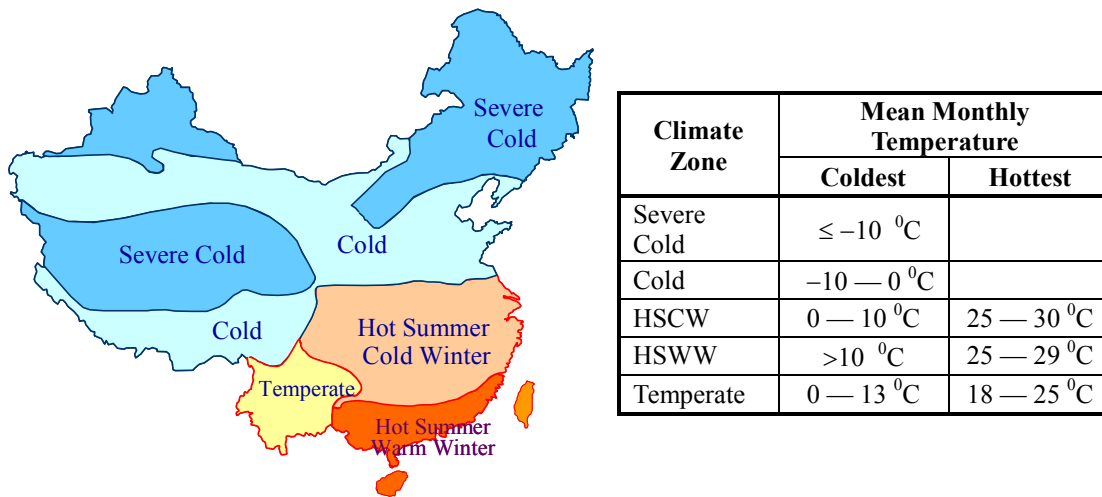 Severe
Cold
Severe Cold
Cold
Cold
Hot Summer
Cold Winter
Temperate
Hot Summer
Warm Winter
Climate
Zone
Mean Monthly
Temperature
Coldest
Hottest
Severe
Cold
≤ −10 ⁰C
Cold
−10 — 0 ⁰C
HSCW
0 — 10 ⁰C
25 — 30 ⁰C
HSWW
>10 ⁰C
25 — 29 ⁰C
Temperate
0 — 13 ⁰C
18 — 25 ⁰C